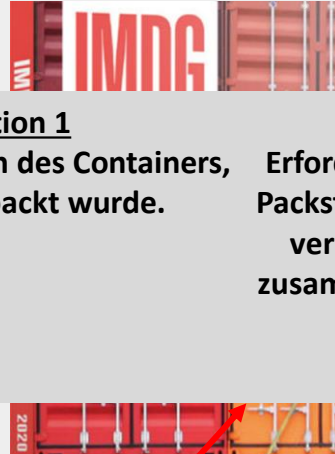 IMDG
tion 1
des Containers,
packt wurde.
Erford
Packst
ver
zusam
2020